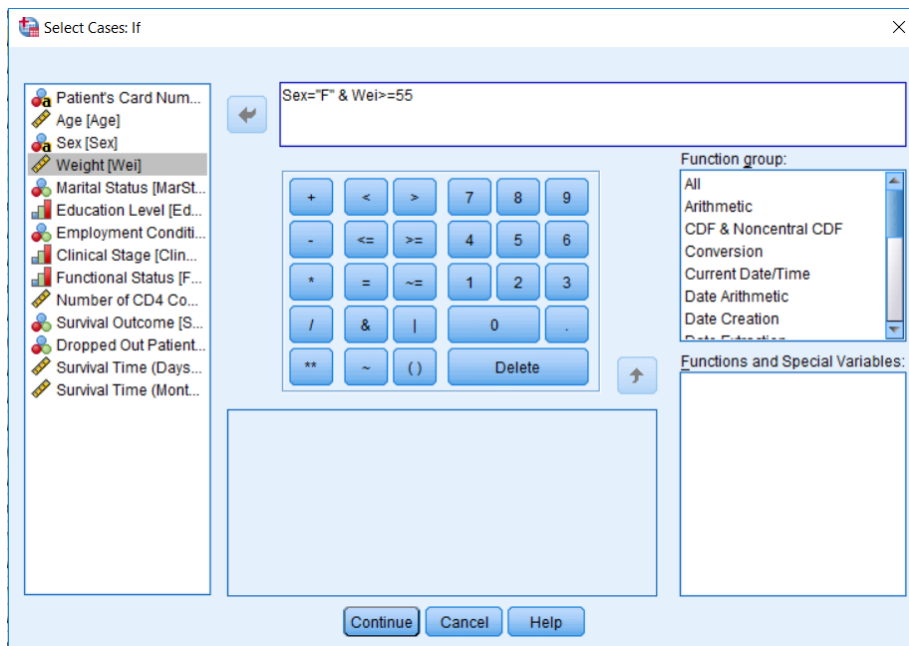 Select Cases: If
Patient's Card Num...
Age [Age]
Sex [Sex]
Weight [Wei]
Marital Status [MarSt...
Education Level [Ed...
Employment Conditi...
Clinical Stage [Clin...
Functional Status [F...
Number of CD4 Co...
Survival Outcome [S...
Dropped Out Patient...
Survival Time (Days...
Survival Time (Mont...
Sex="F" & Wei>=55
+ < > 7 8 9
- <= >= 4 5 6
* = ~= 1 2 3
/ & | 0 .
** ~ ( ) Delete
Function group:
All
Arithmetic
CDF & Noncentral CDF
Conversion
Current Date/Time
Date Arithmetic
Date Creation
Date Extraction
Functions and Special Variables:
Continue Cancel Help